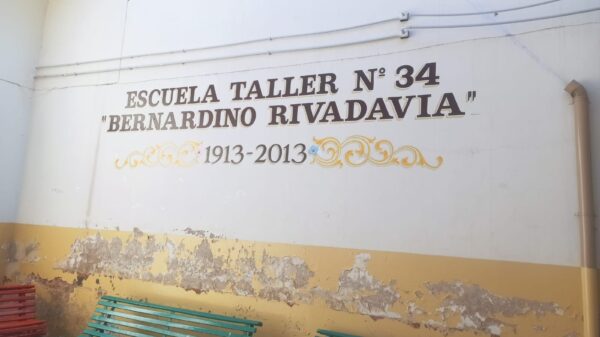 ESCUELA TALLER Nº 34
"BERNARDINO RIVADAVIA"
1913-2013